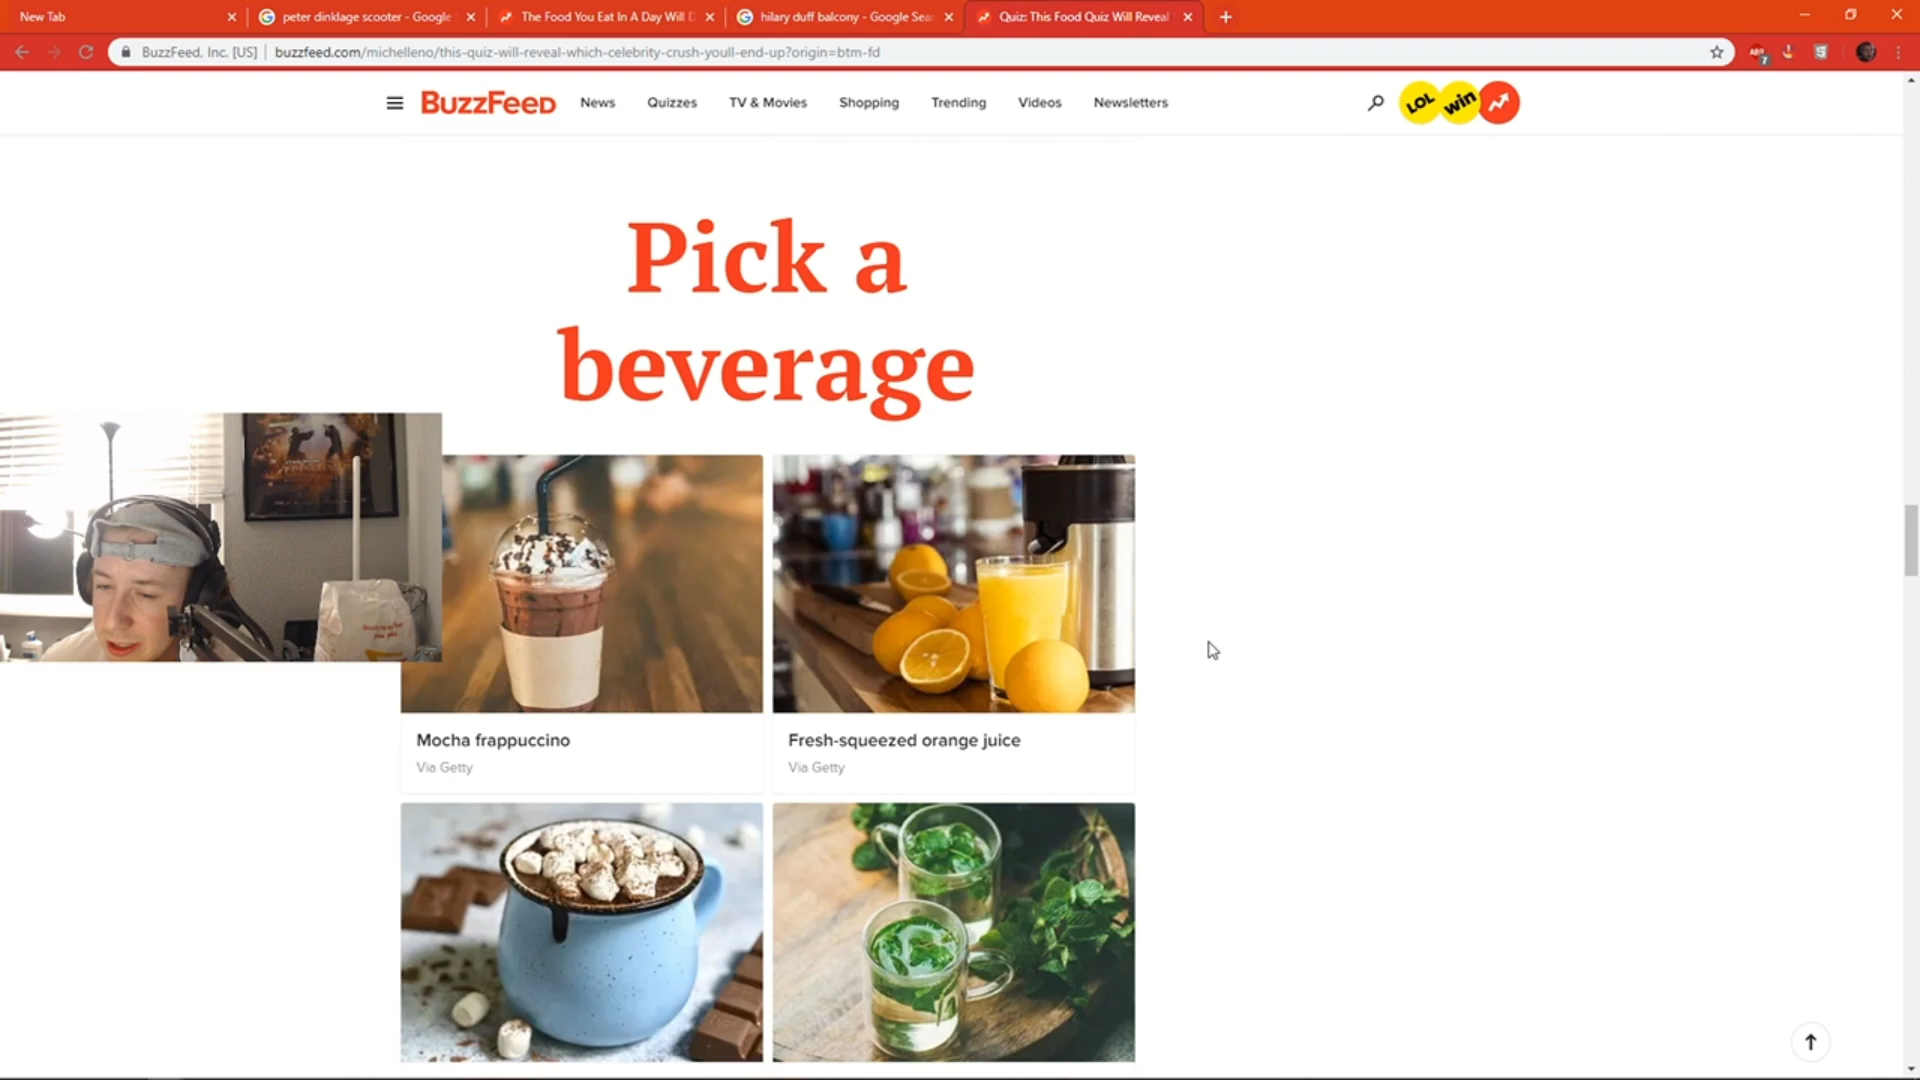 New Tab
peter dinklage scooter - Google
The Food You Eat In A Day Will D
hilary duff balcony - Google Sear
Quiz: This Food Quiz Will Reveal
BuzzFeed, Inc. [US] | buzzfeed.com/michelleno/this-quiz-will-reveal-which-celebrity-crush-youll-end-up?origin=btm-fd
ABP
7
BuzzFeed
News
Quizzes
TV & Movies
Shopping
Trending
Videos
Newsletters
LOL
win
Pick a
beverage
Mocha frappuccino
Via Getty
Fresh-squeezed orange juice
Via Getty